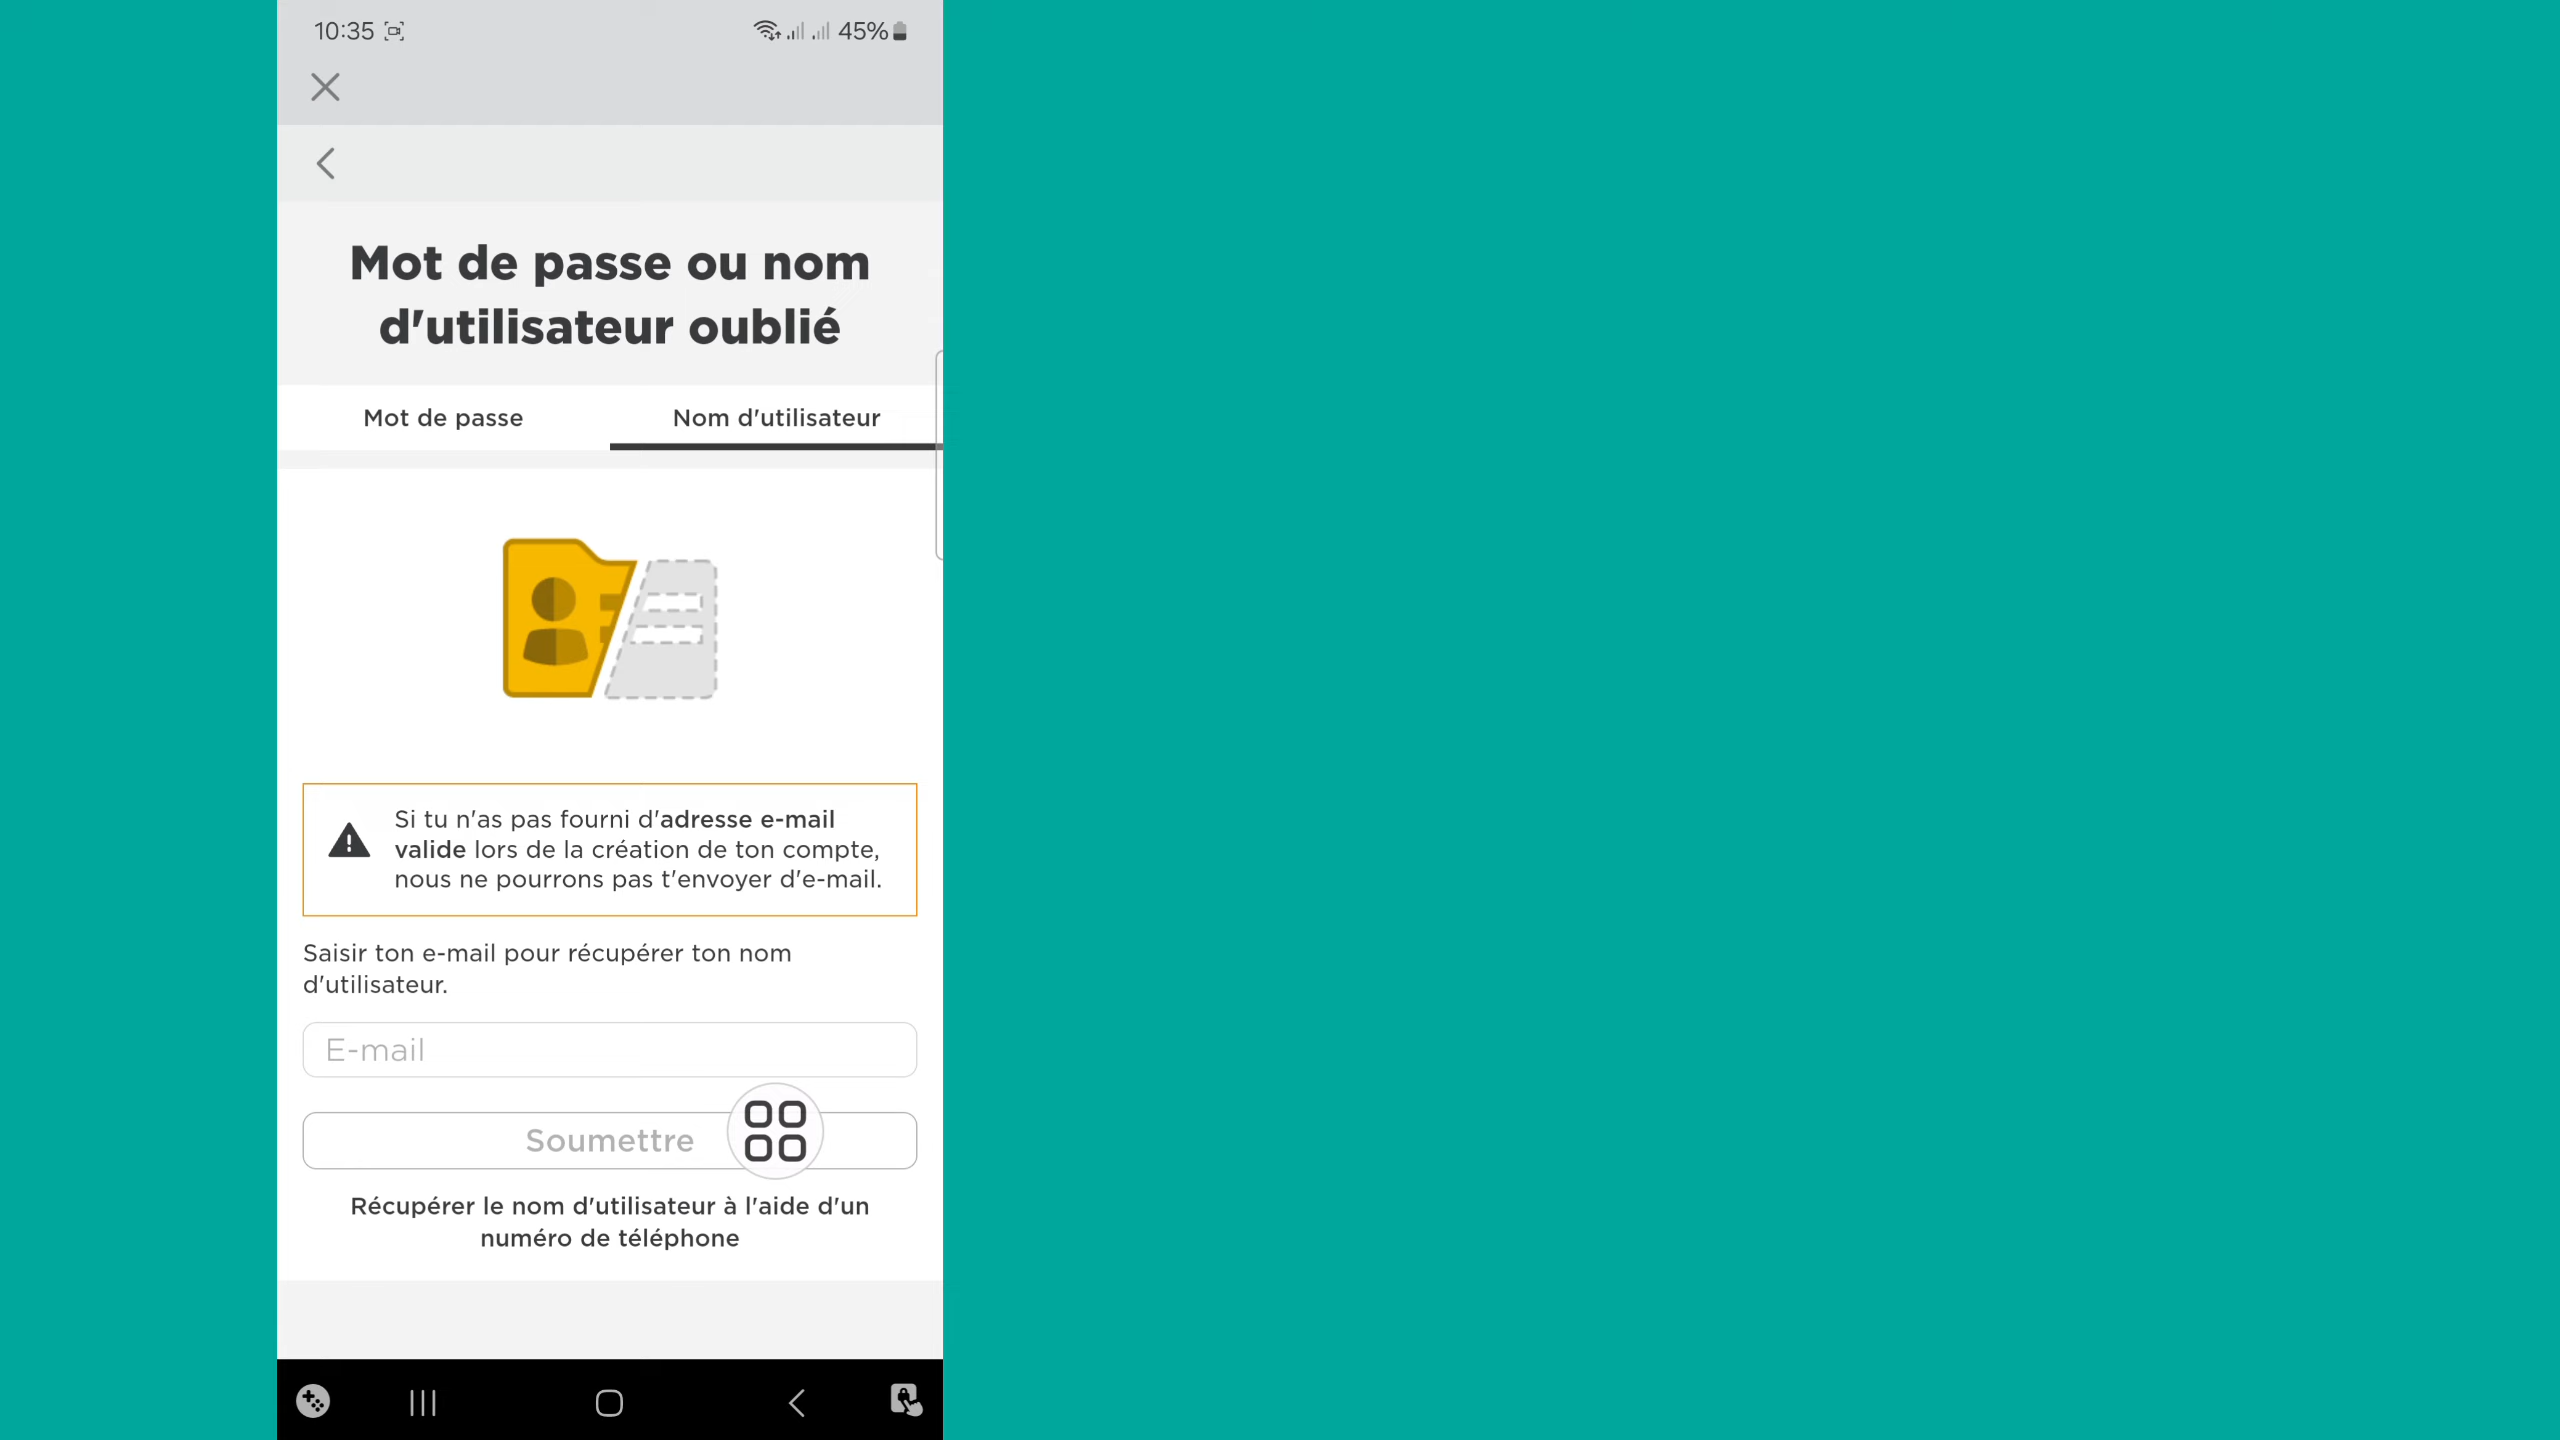 10:35
45%
Mot de passe ou nom
d'utilisateur oublié
Mot de passe
Nom d'utilisateur
Si tu n'as pas fourni d'adresse e-mail
valide lors de la création de ton compte,
nous ne pourrons pas t'envoyer d'e-mail.
Saisir ton e-mail pour récupérer ton nom
d'utilisateur.
E-mail
Soumettre
Récupérer le nom d'utilisateur à l'aide d'un
numéro de téléphone